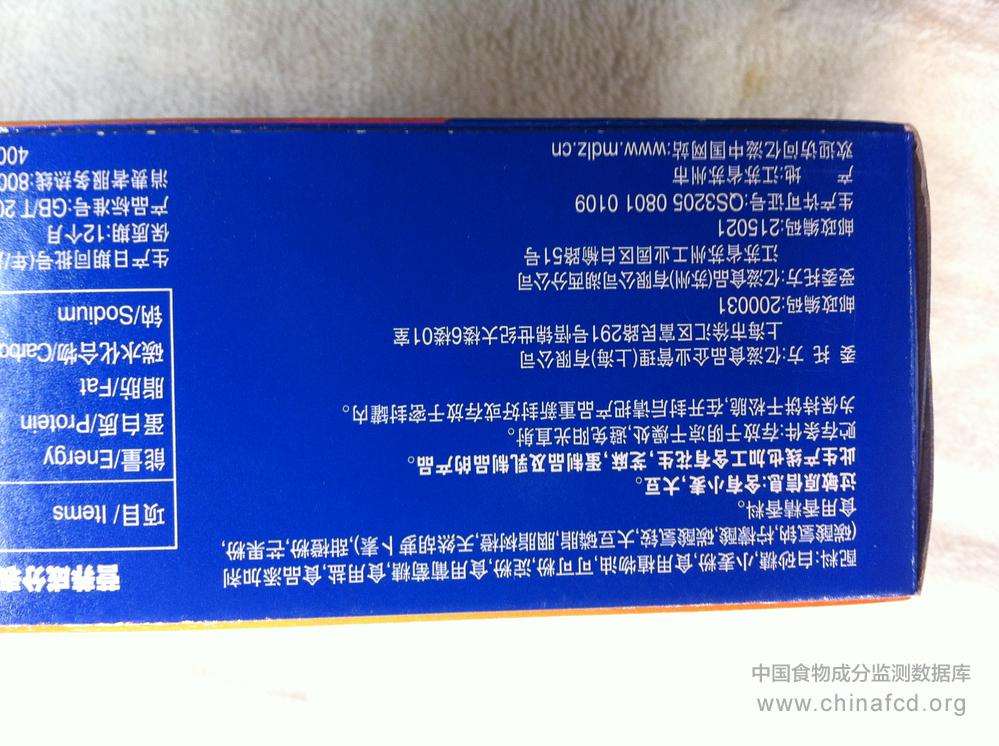 配料:白砂糖,小麦粉,食用植物油,可可粉,淀粉,食用葡萄糖,食用盐,食品添加剂
(碳酸氢钠,柠檬酸,碳酸氢铵,大豆磷脂,胭脂树橙,天然胡萝卜素),甜橙粉,芒果粉,
食用香精香料。
过敏原信息:含有小麦,大豆。
此生产线也加工含有花生,芝麻,蛋制品及乳制品的产品。
贮存条件:存放于阴凉干燥处,避免阳光直射。
为保持饼干松脆,在开封后请把产品重新封好或存放于密封罐内。
委 托 方:亿滋食品企业管理(上海)有限公司
上海市徐汇区富民路291号悟锦世纪大楼6楼01室
邮政编码:200031
受委托方:亿滋食品(苏州)有限公司湖西分公司
江苏省苏州工业园区白榆路51号
邮政编码:215021
生产许可证号:QS3205 0801 0109
产 地:江苏省苏州市
欢迎访问亿滋中国网站:www.mdlz.cn
营养成分表
项目/ Items
能量/Energy
蛋白质/Protein
脂肪/Fat
碳水化合物/Carbo
钠/Sodium
生产日期同批号(年/月
保质期:12个月
产品标准号:GB/T 20
消费者服务热线:800
400
中国食物成分监测数据库
www.chinafcd.org